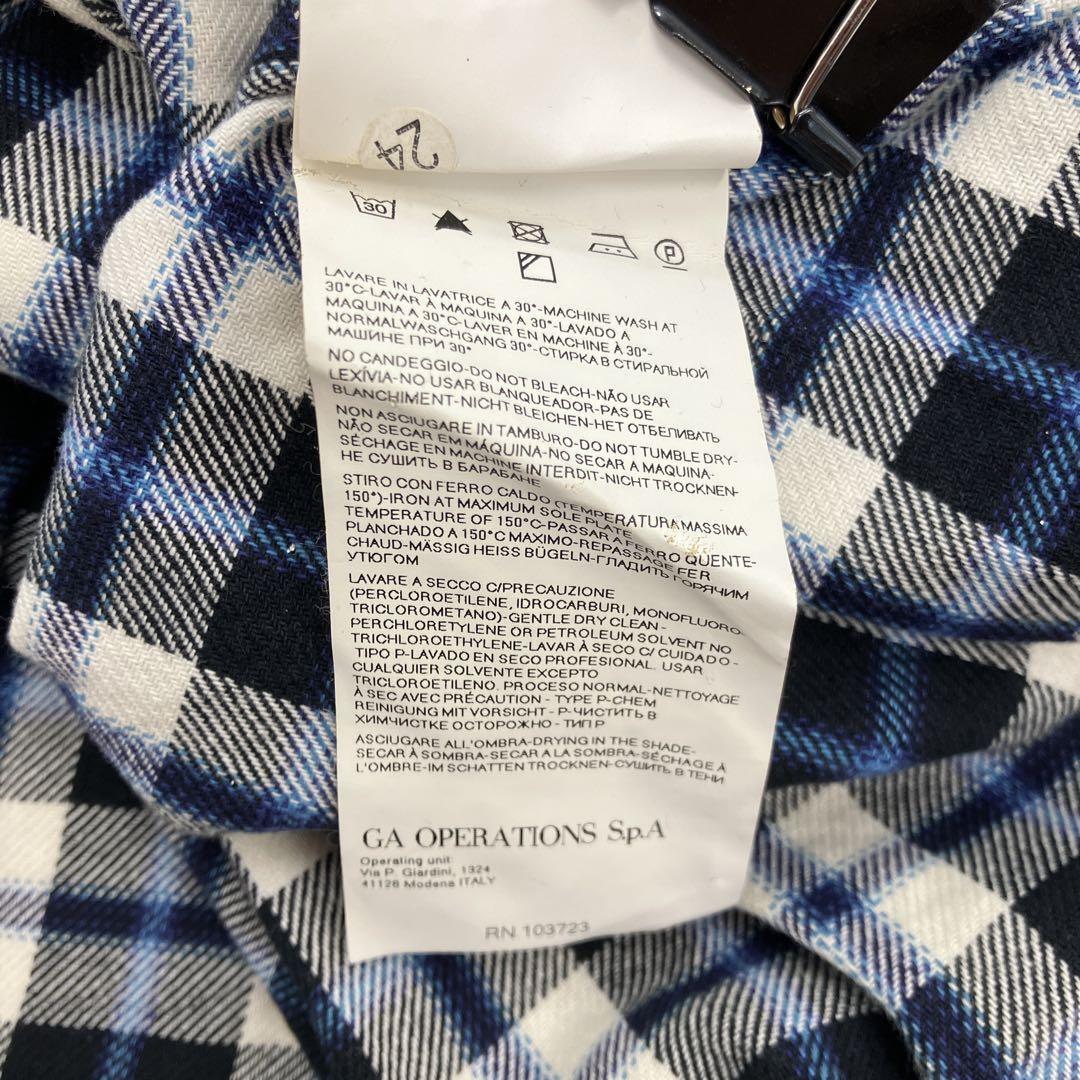 24
30
P
LAVARE IN LAVATRICE A 30°-MACHINE WASH AT
30°C-LAVAR À MAQUINA A 30°-LAVADO A
MAQUINA A 30°C-LAVER EN MACHINE À 30°-
NORMALWASCHGANG 30°-СТИРКА В СТИРАЛЬНОЙ
МАШИНЕ ПРИ 30°
NO CANDEGGIO-DO NOT BLEACH-NÃO USAR
LEXÍVIA-NO USAR BLANQUEADOR-PAS DE
BLANCHIMENT-NICHT BLEICHEN-НЕТ ОТБЕЛИВАТЬ
NON ASCIUGARE IN TAMBURO-DO NOT TUMBLE DRY-
NÃO SECAR EM MÁQUINA-NO SECAR A MAQUINA-
SÉCHAGE EN MACHINE INTERDIT-NICHT TROCKNEN-
НЕ СУШИТЬ В БАРАБАНЕ
STIRO CON FERRO CALDO (TEMPERATURA MASSIMA
150°)-IRON AT MAXIMUM SOLE PLATE
TEMPERATURE OF 150°C-PASSAR A FERRO QUENTE-
PLANCHADO A 150°C MAXIMO-REPASSAGE FER
CHAUD-MÄSSIG HEISS BÜGELN-ГЛАДИТЬ ГОРЯЧИМ
УТЮГОМ
LAVARE A SECCO C/PRECAUZIONE
(PERCLOROETILENE, IDROCARBURI, MONOFLUORO
TRICLOROMETANO)-GENTLE DRY CLEAN -
PERCHLORETYLENE OR PETROLEUM SOLVENT NO
TRICHLOROETHYLENE-LAVAR À SECO C/ CUIDADO -
TIPO P-LAVADO EN SECO PROFESIONAL. USAR
CUALQUIER SOLVENTE EXCEPTO
TRICLOROETILENO. PROCESO NORMAL-NETTOYAGE
À SEC AVEC PRÉCAUTION - TYPE P-CHEM
REINIGUNG MIT VORSICHT - P-ЧИСТИТЬ В
ХИМЧИСТКЕ ОСТОРОЖНО - ТИП P
ASCIUGARE ALL'OMBRA-DRYING IN THE SHADE-
SECAR À SOMBRA-SECAR A LA SOMBRA-SÉCHAGE À
L'OMBRE-IM SCHATTEN TROCKNEN-СУШИТЬ В ТЕНИ
GA OPERATIONS S.p.A
Operating unit:
Via P. Giardini, 1324
41126 Modena ITALY
RN 103723